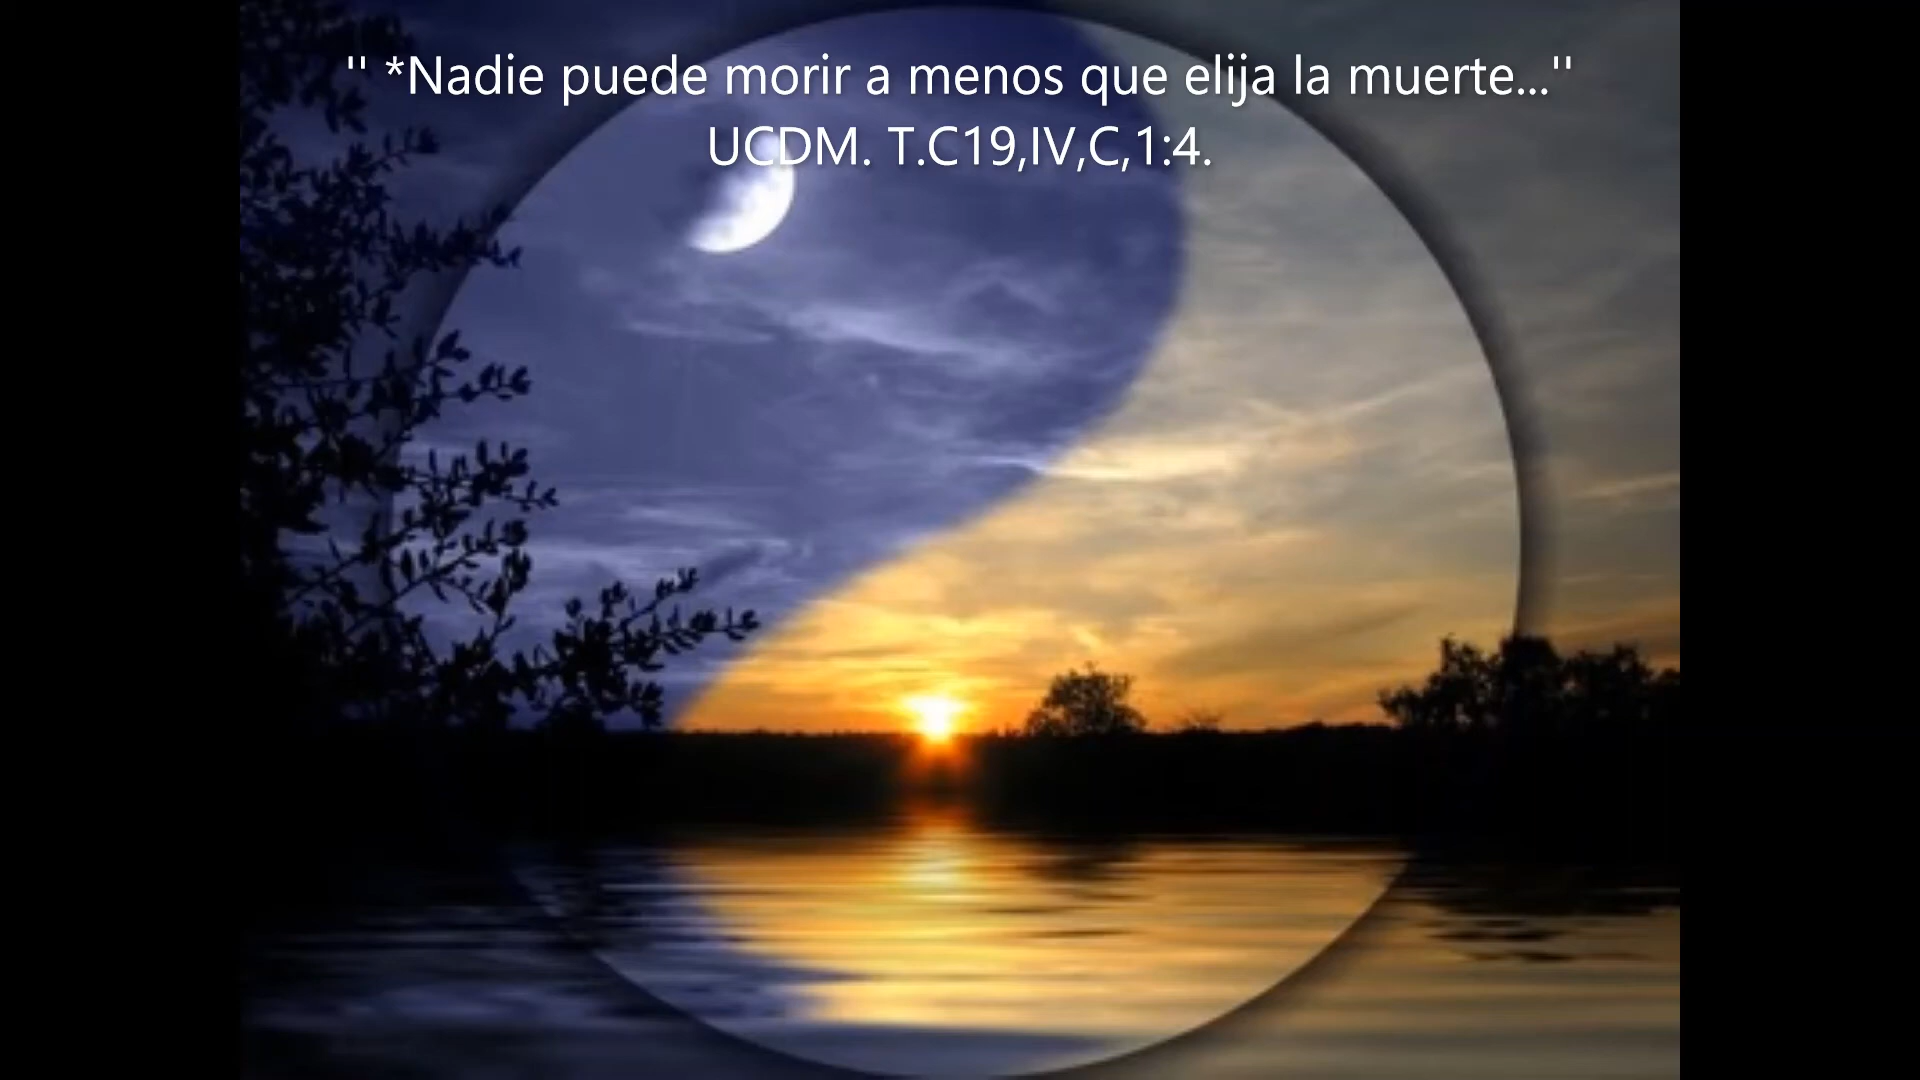 " *Nadie puede morir a menos que elija la muerte..."
UCDM. T.C19,IV,C,1:4.